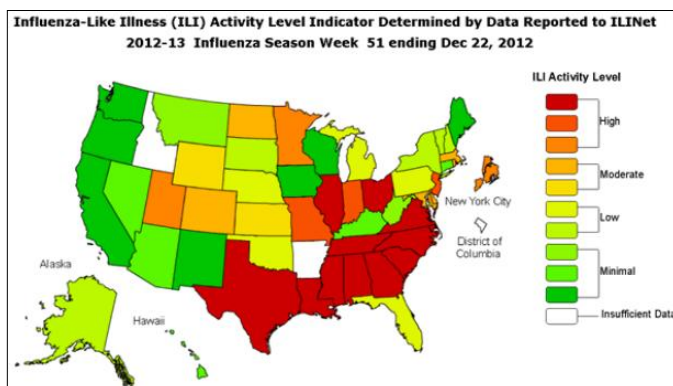 Influenza-Like Illness (ILI) Activity Level Indicator Determined by Data Reported to ILINet
2012-13 Influenza Season Week 51 ending Dec 22, 2012
ILI Activity Level
High
Moderate
New York City
Low
District of
Columbia
Alaska
Minimal
Hawaii
Insufficient Data